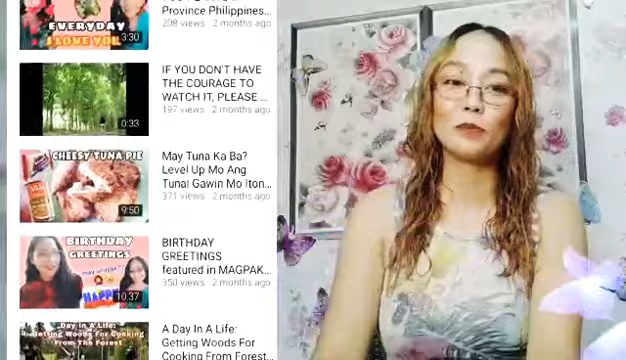 EVERYDAY
I LOVE YOU
3:30
Province Philippines...
208 views · 2 months ago
0:33
IF YOU DON'T HAVE
THE COURAGE TO
WATCH IT, PLEASE ...
197 views · 2 months ago
CHEESY TUNA PIE
9:50
May Tuna Ka Ba?
Level Up Mo Ang
Tuna! Gawin Mo Iton...
371 views · 2 months ago
BIRTHDAY
GREETINGS
10:37
BIRTHDAY
GREETINGS
featured in MAGPAK...
350 views · 2 months ago
Day In A Life:
Getting Woods For Cooking
From The Forest
A Day In A Life:
Getting Woods For
Cooking From Forest...